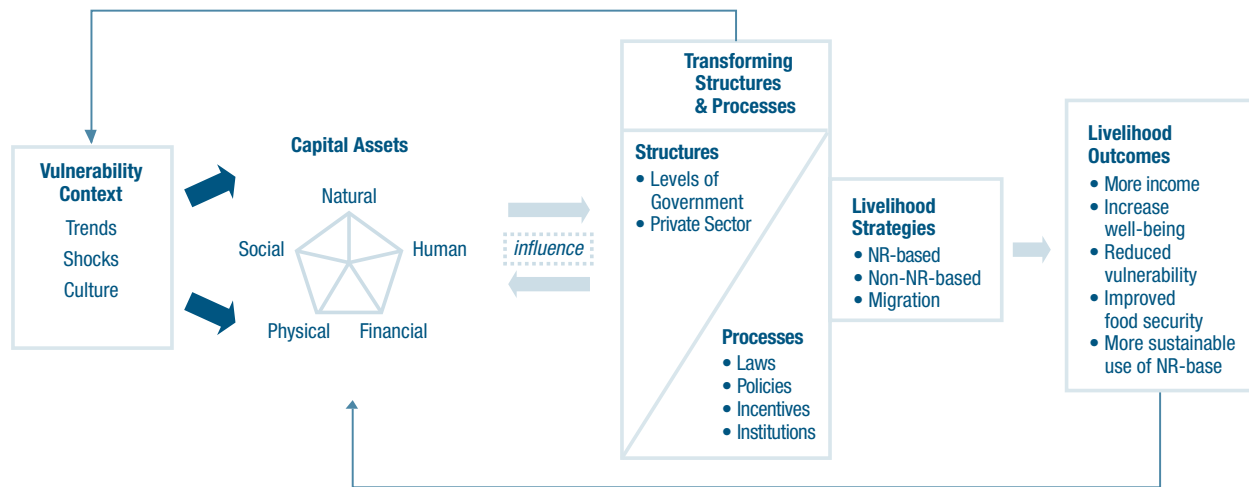 Vulnerability
Context
Trends
Shocks
Culture
Capital Assets
Natural
Social
Human
Physical
Financial
influence
Transforming
Structures
& Processes
Structures
• Levels of
Government
• Private Sector
Processes
• Laws
• Policies
• Incentives
• Institutions
Livelihood
Strategies
• NR-based
• Non-NR-based
• Migration
Livelihood
Outcomes
• More income
• Increase
well-being
• Reduced
vulnerability
• Improved
food security
• More sustainable
use of NR-base